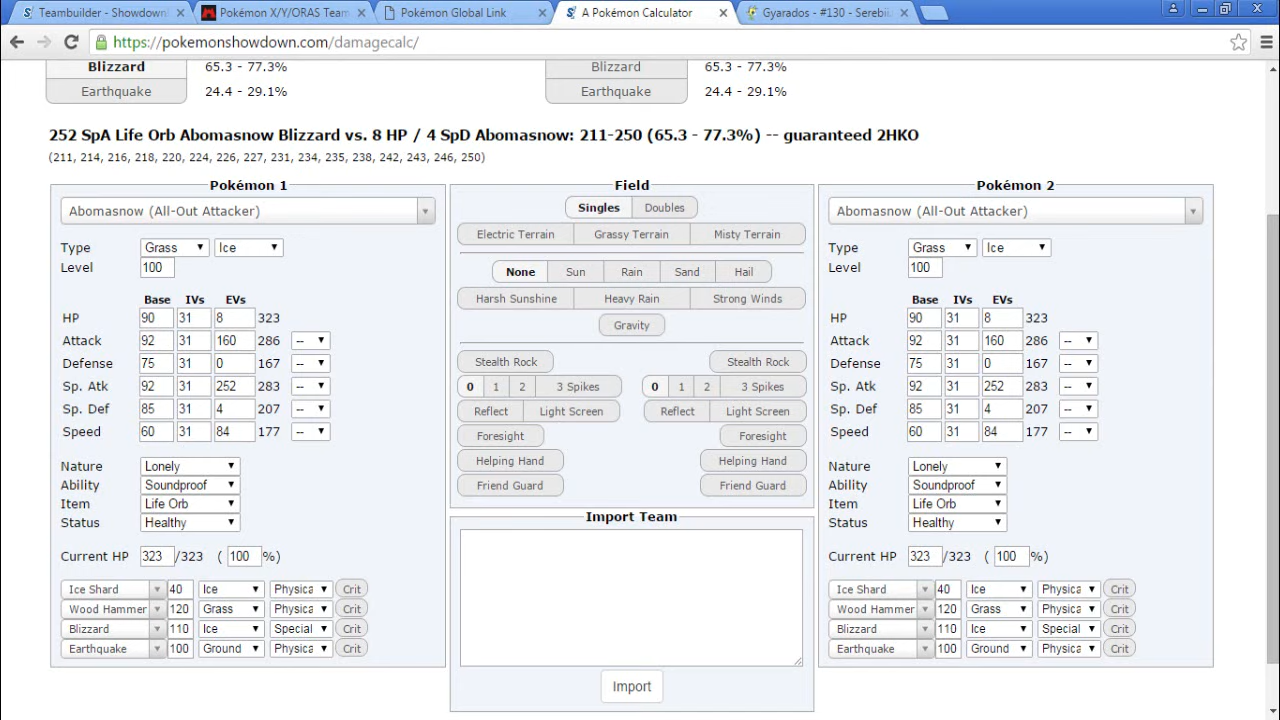 Teambuilder - Showdown! Pokémon X/Y/ORAS Team Pokémon Global Link A Pokémon Calculator Gyarados - #130 - Serebii
https://pokemonshowdown.com/damagecalc/
Blizzard 65.3 - 77.3% Blizzard 65.3 - 77.3%
Earthquake 24.4 - 29.1% Earthquake 24.4 - 29.1%
252 SpA Life Orb Abomasnow Blizzard vs. 8 HP / 4 SpD Abomasnow: 211-250 (65.3 - 77.3%) -- guaranteed 2HKO
(211, 214, 216, 218, 220, 224, 226, 227, 231, 234, 235, 238, 242, 243, 246, 250)
Pokémon 1
Abomasnow (All-Out Attacker)
Type Grass Ice
Level 100
Base IVs EVs
HP 90 31 8 323
Attack 92 31 160 286 --
Defense 75 31 0 167 --
Sp. Atk 92 31 252 283 --
Sp. Def 85 31 4 207 --
Speed 60 31 84 177 --
Nature Lonely
Ability Soundproof
Item Life Orb
Status Healthy
Current HP 323 /323 ( 100 %)
Ice Shard 40 Ice Physica Crit
Wood Hammer 120 Grass Physica Crit
Blizzard 110 Ice Special Crit
Earthquake 100 Ground Physica Crit
Field
Singles Doubles
Electric Terrain Grassy Terrain Misty Terrain
None Sun Rain Sand Hail
Harsh Sunshine Heavy Rain Strong Winds
Gravity
Stealth Rock Stealth Rock
0 1 2 3 Spikes 0 1 2 3 Spikes
Reflect Light Screen Reflect Light Screen
Foresight Foresight
Helping Hand Helping Hand
Friend Guard Friend Guard
Import Team
Import
Pokémon 2
Abomasnow (All-Out Attacker)
Type Grass Ice
Level 100
Base IVs EVs
HP 90 31 8 323
Attack 92 31 160 286 --
Defense 75 31 0 167 --
Sp. Atk 92 31 252 283 --
Sp. Def 85 31 4 207 --
Speed 60 31 84 177 --
Nature Lonely
Ability Soundproof
Item Life Orb
Status Healthy
Current HP 323 /323 ( 100 %)
Ice Shard 40 Ice Physica Crit
Wood Hammer 120 Grass Physica Crit
Blizzard 110 Ice Special Crit
Earthquake 100 Ground Physica Crit